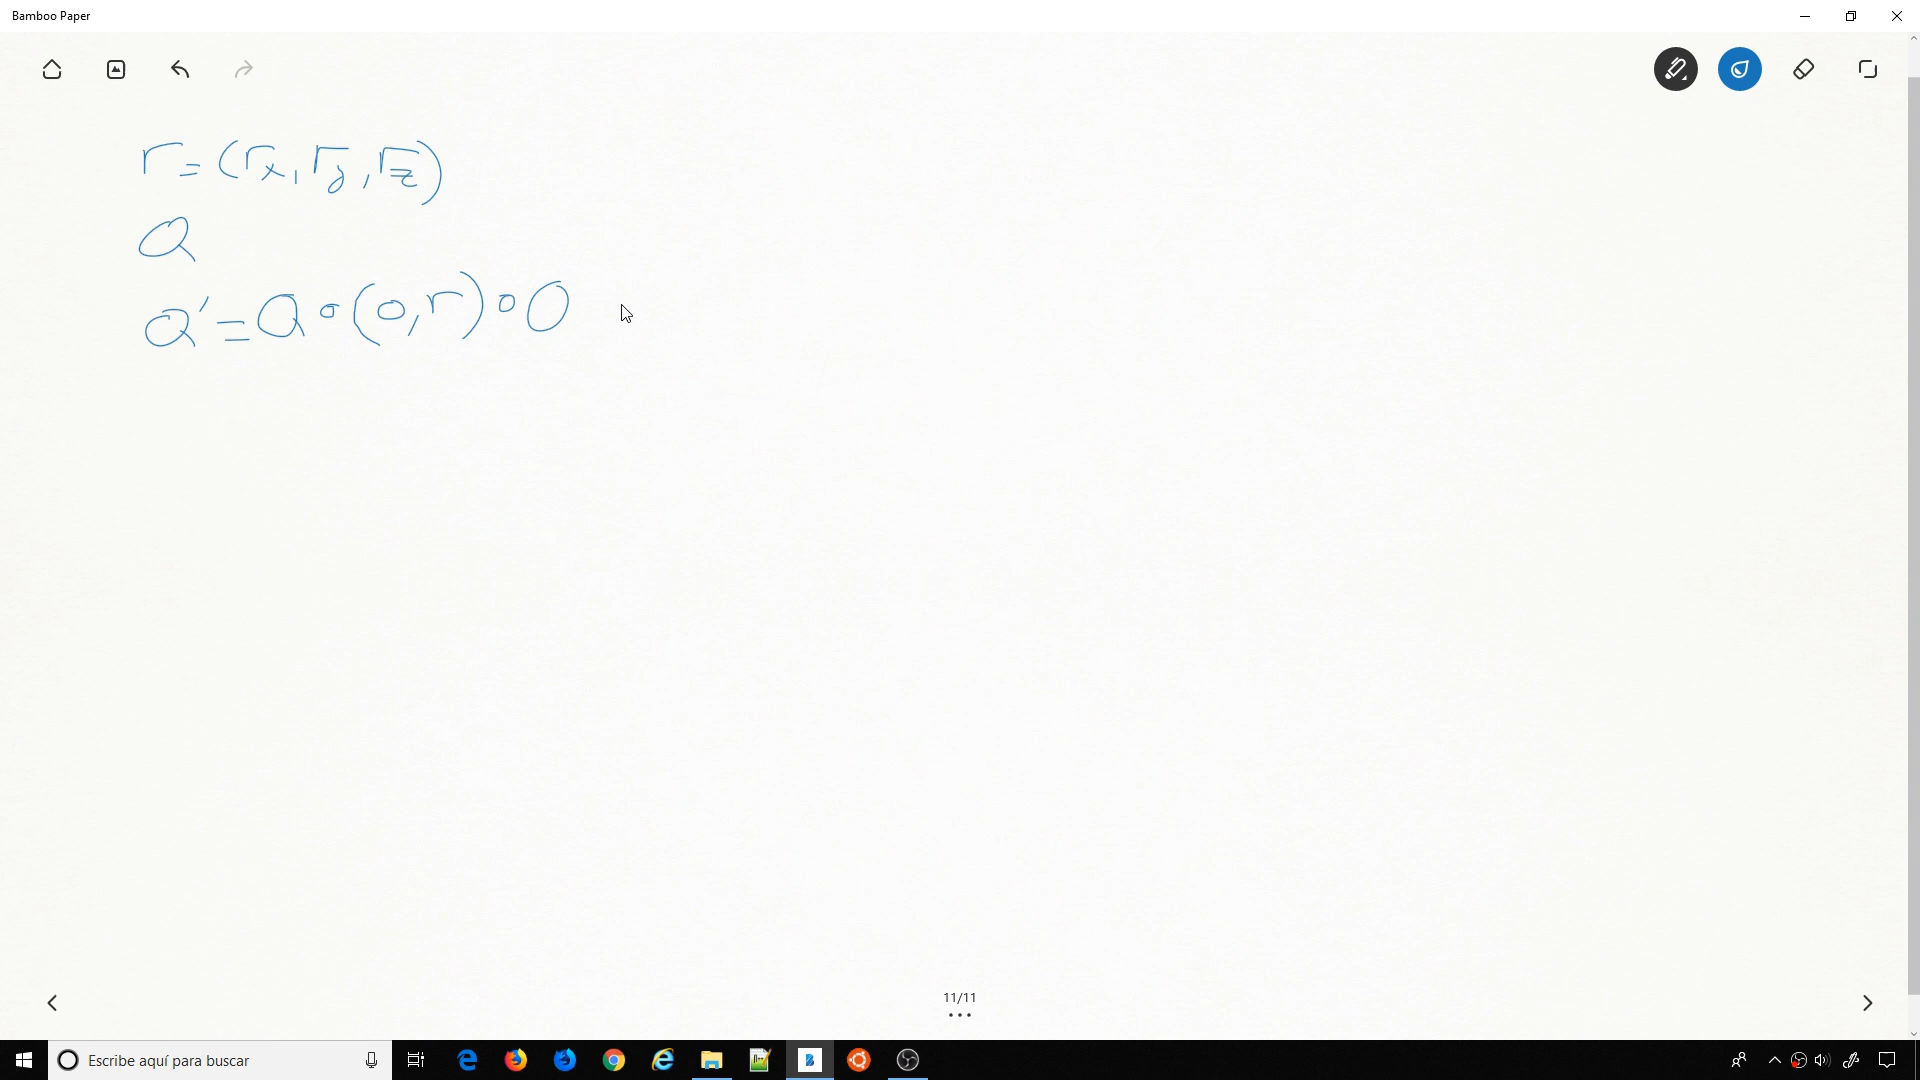 Bamboo Paper
r = (rx, ry, rz)
Q
Q' = Q ∘ (0, r) ∘ O
11/11
Escribe aquí para buscar